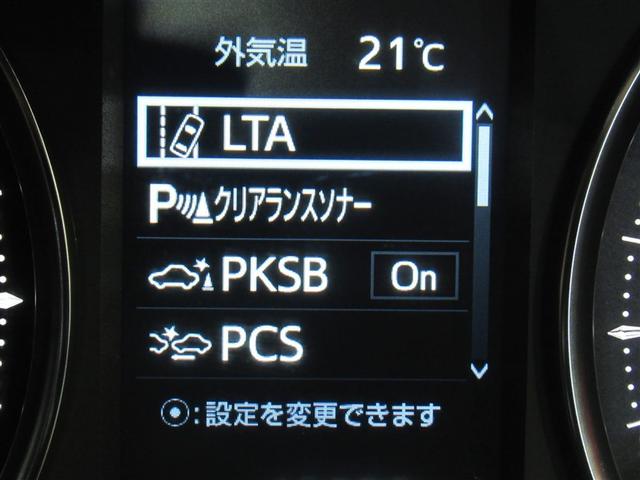 外気温 21℃
LTA
Pクリアランスソナー
PKSB On
PCS
:設定を変更できます